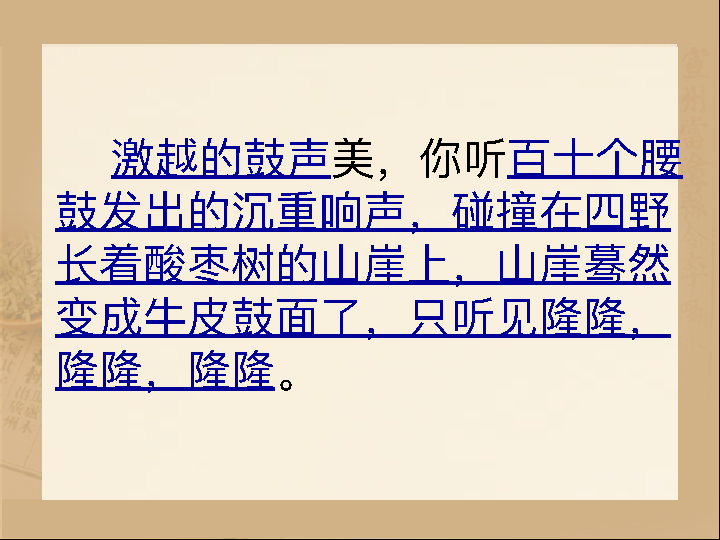 激越的鼓声美，你听百十个腰
鼓发出的沉重响声，碰撞在四野
长着酸枣树的山崖上，山崖蓦然
变成牛皮鼓面了，只听见隆隆，
隆隆，隆隆。